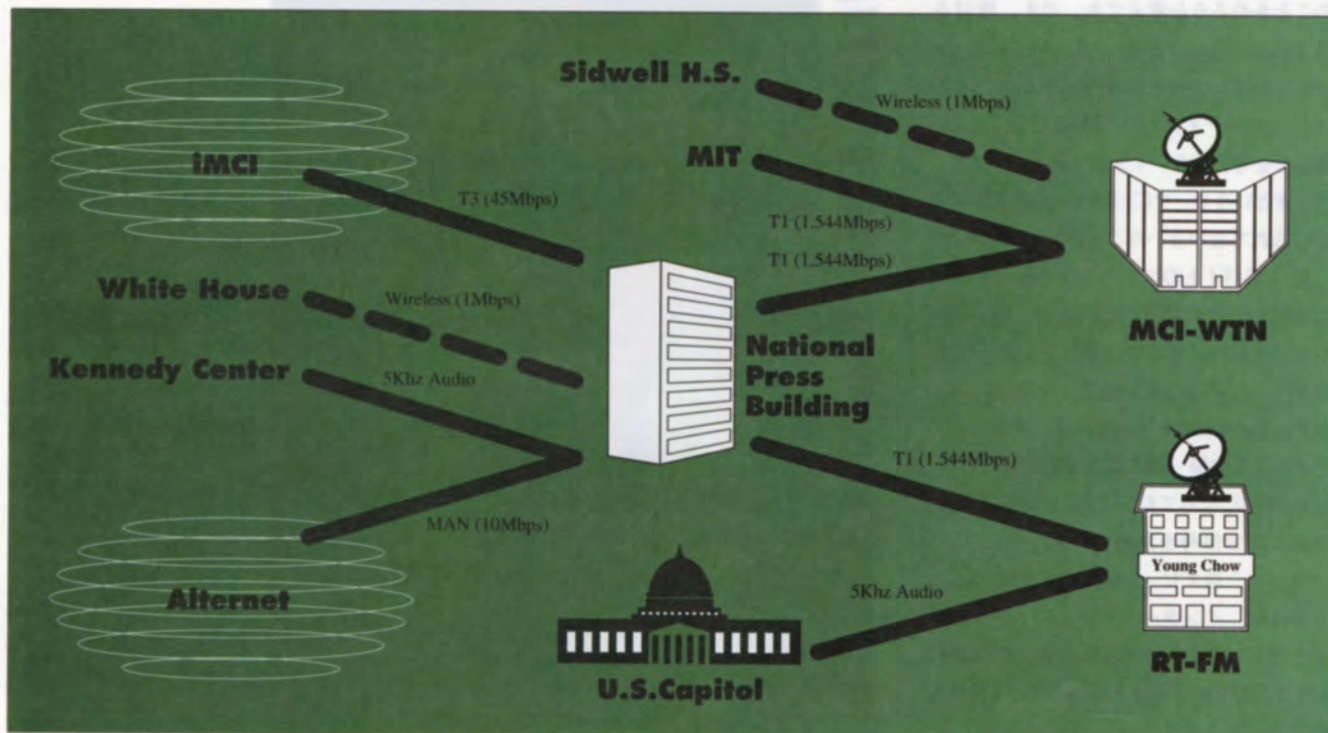 Sidwell H.S.
Wireless (1Mbps)
MIT
iMCI
T3 (45Mbps)
T1 (1.544Mbps)
T1 (1.544Mbps)
White House
Wireless (1Mbps)
MCI-WTN
National
Press
Building
Kennedy Center
5Khz Audio
T1 (1.544Mbps)
MAN (10Mbps)
Alternet
Young Chow
5Khz Audio
RT-FM
U.S.Capitol